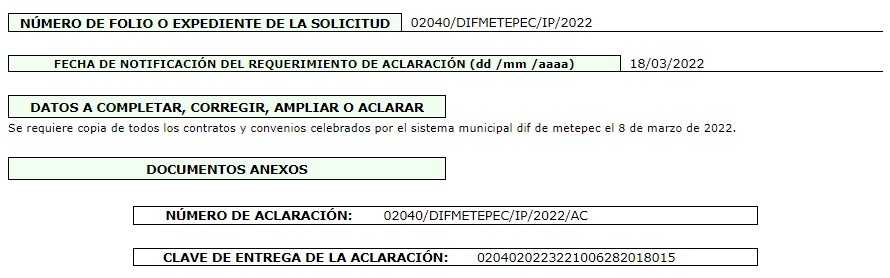 NÚMERO DE FOLIO O EXPEDIENTE DE LA SOLICITUD 02040/DIFMETEPEC/IP/2022
FECHA DE NOTIFICACIÓN DEL REQUERIMIENTO DE ACLARACIÓN (dd /mm /aaaa) 18/03/2022
DATOS A COMPLETAR, CORREGIR, AMPLIAR O ACLARAR
Se requiere copia de todos los contratos y convenios celebrados por el sistema municipal dif de metepec el 8 de marzo de 2022.
DOCUMENTOS ANEXOS
NÚMERO DE ACLARACIÓN: 02040/DIFMETEPEC/IP/2022/AC
CLAVE DE ENTREGA DE LA ACLARACIÓN: 0204020223221006282018015